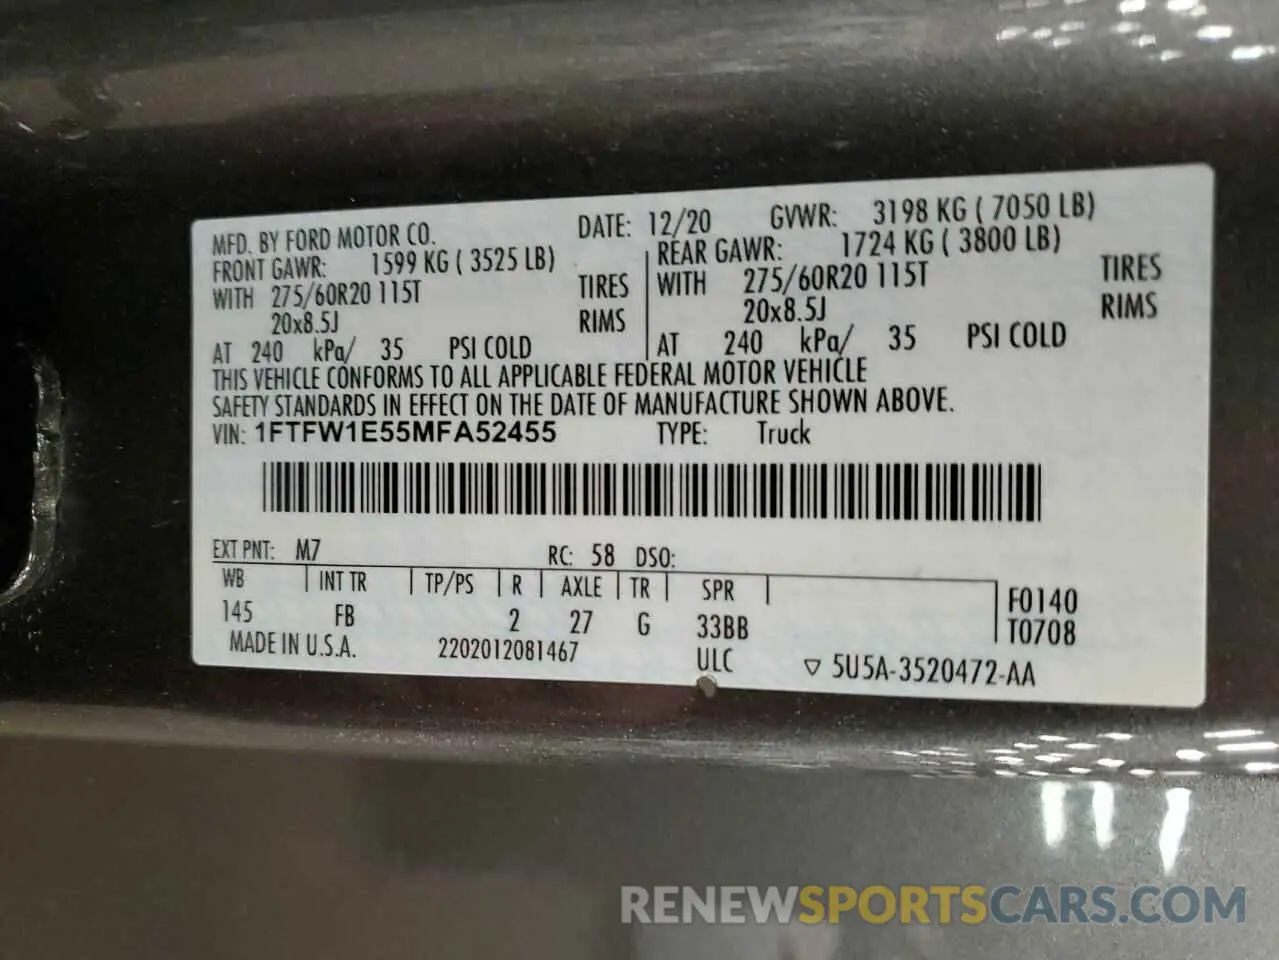 MFD. BY FORD MOTOR CO. DATE: 12/20 GVWR: 3198 KG ( 7050 LB)
FRONT GAWR: 1599 KG ( 3525 LB) REAR GAWR: 1724 KG ( 3800 LB)
WITH 275/60R20 115T TIRES WITH 275/60R20 115T TIRES
20x8.5J RIMS 20x8.5J RIMS
AT 240 kPa/ 35 PSI COLD AT 240 kPa/ 35 PSI COLD
THIS VEHICLE CONFORMS TO ALL APPLICABLE FEDERAL MOTOR VEHICLE
SAFETY STANDARDS IN EFFECT ON THE DATE OF MANUFACTURE SHOWN ABOVE.
VIN: 1FTFW1E55MFA52455 TYPE: Truck
EXT PNT: M7 RC: 58 DSO:
WB INT TR TP/PS R AXLE TR SPR F0140
145 FB 2 27 G 33BB T0708
MADE IN U.S.A. 2202012081467 ULC ▽ 5U5A-3520472-AA
RENEWSPORTSCARS.COM